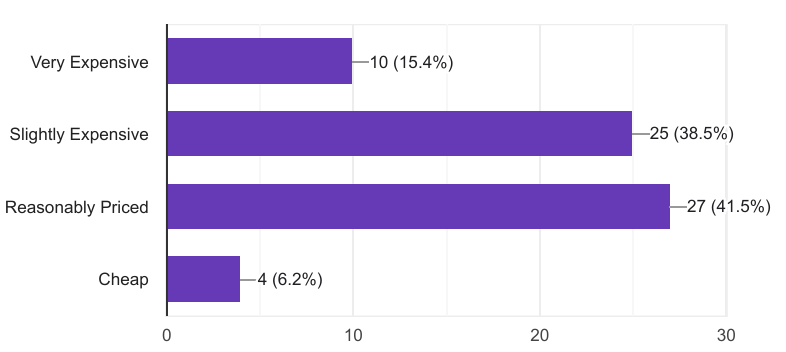 Very Expensive 10 (15.4%)
Slightly Expensive 25 (38.5%)
Reasonably Priced 27 (41.5%)
Cheap 4 (6.2%)
0 10 20 30